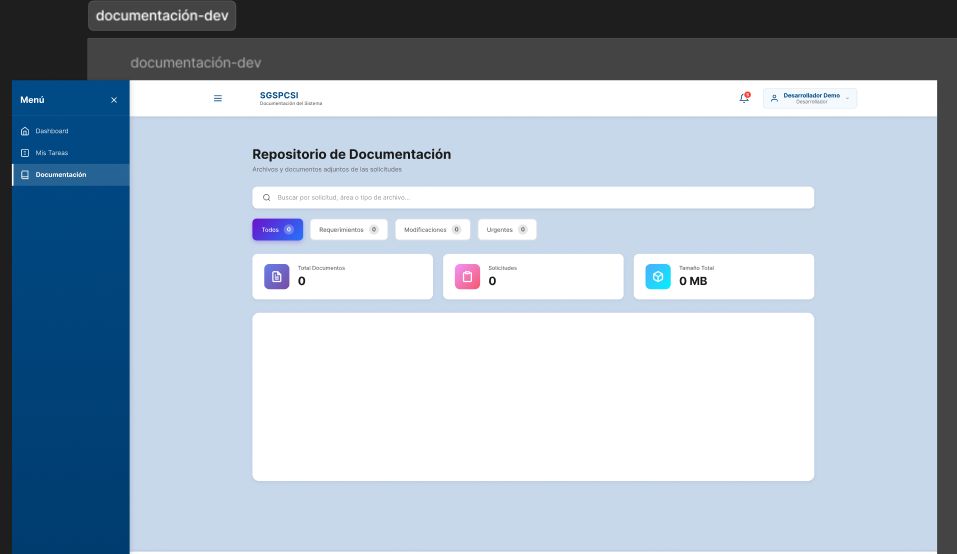 documentación-dev
documentación-dev
Menú
Dashboard
Mis Tareas
Documentación
SGSPCSI
Documentación del Sistema
Desarrollador Demo
Desarrollador
Repositorio de Documentación
Archivos y documentos adjuntos de las solicitudes
Buscar por solicitud, área o tipo de archivo...
Todos 0
Requerimientos 0
Modificaciones 0
Urgentes 0
Total Documentos
0
Solicitudes
0
Tamaño Total
0 MB